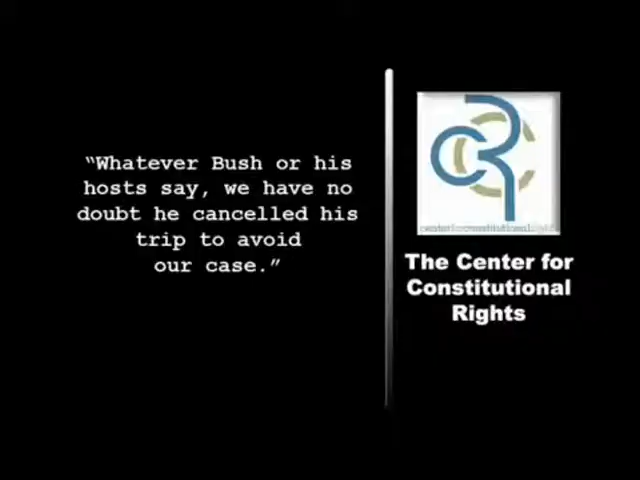 “Whatever Bush or his
hosts say, we have no
doubt he cancelled his
trip to avoid
our case.”
centerforconstitutionalrights
The Center for
Constitutional
Rights